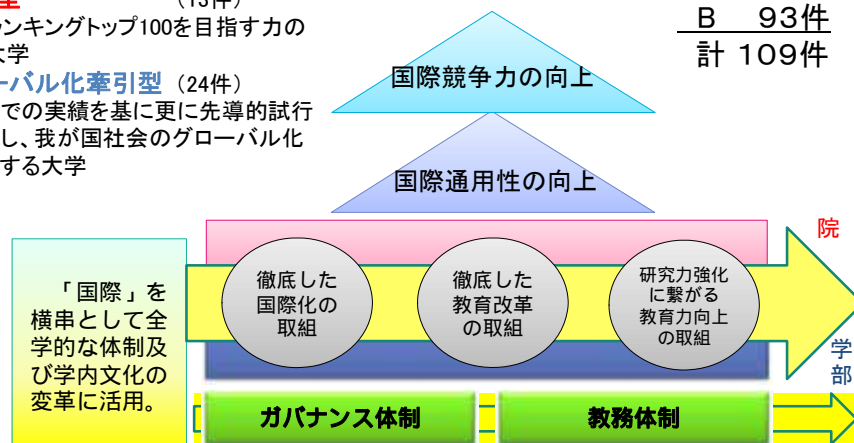 型 (13件)
ンキングトップ100を目指す力の
大学
ーバル化牽引型 (24件)
での実績を基に更に先導的試行
し、我が国社会のグローバル化
する大学
B 93件
計 109件
国際競争力の向上
国際通用性の向上
院
「国際」を
横串として全
学的な体制及
び学内文化の
変革に活用。
徹底した
国際化の
取組
徹底した
教育改革
の取組
研究力強化
に繋がる
教育力向上
の取組
学
部
ガバナンス体制
教務体制